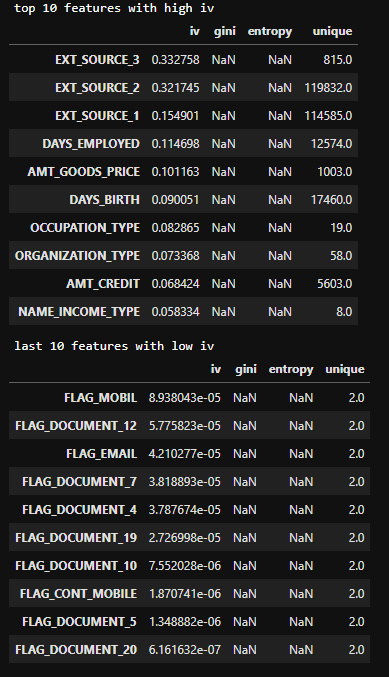 top 10 features with high iv
iv gini entropy unique
EXT_SOURCE_3 0.332758 NaN NaN 815.0
EXT_SOURCE_2 0.321745 NaN NaN 119832.0
EXT_SOURCE_1 0.154901 NaN NaN 114585.0
DAYS_EMPLOYED 0.114698 NaN NaN 12574.0
AMT_GOODS_PRICE 0.101163 NaN NaN 1003.0
DAYS_BIRTH 0.090051 NaN NaN 17460.0
OCCUPATION_TYPE 0.082865 NaN NaN 19.0
ORGANIZATION_TYPE 0.073368 NaN NaN 58.0
AMT_CREDIT 0.068424 NaN NaN 5603.0
NAME_INCOME_TYPE 0.058334 NaN NaN 8.0
last 10 features with low iv
iv gini entropy unique
FLAG_MOBIL 8.938043e-05 NaN NaN 2.0
FLAG_DOCUMENT_12 5.775823e-05 NaN NaN 2.0
FLAG_EMAIL 4.210277e-05 NaN NaN 2.0
FLAG_DOCUMENT_7 3.818893e-05 NaN NaN 2.0
FLAG_DOCUMENT_4 3.787674e-05 NaN NaN 2.0
FLAG_DOCUMENT_19 2.726998e-05 NaN NaN 2.0
FLAG_DOCUMENT_10 7.552028e-06 NaN NaN 2.0
FLAG_CONT_MOBILE 1.870741e-06 NaN NaN 2.0
FLAG_DOCUMENT_5 1.348882e-06 NaN NaN 2.0
FLAG_DOCUMENT_20 6.161632e-07 NaN NaN 2.0